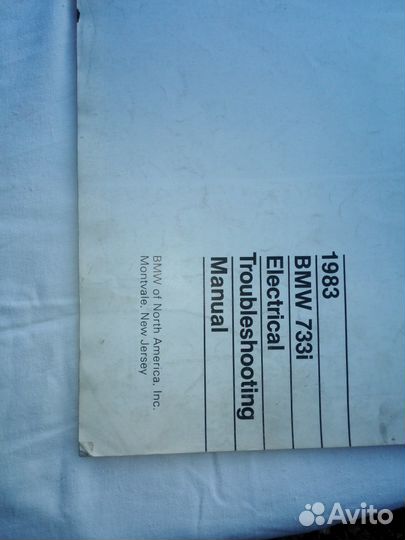 1983
BMW 733i
Electrical
Troubleshooting
Manual
BMW of North America, Inc.
Montvale, New Jersey
Avito